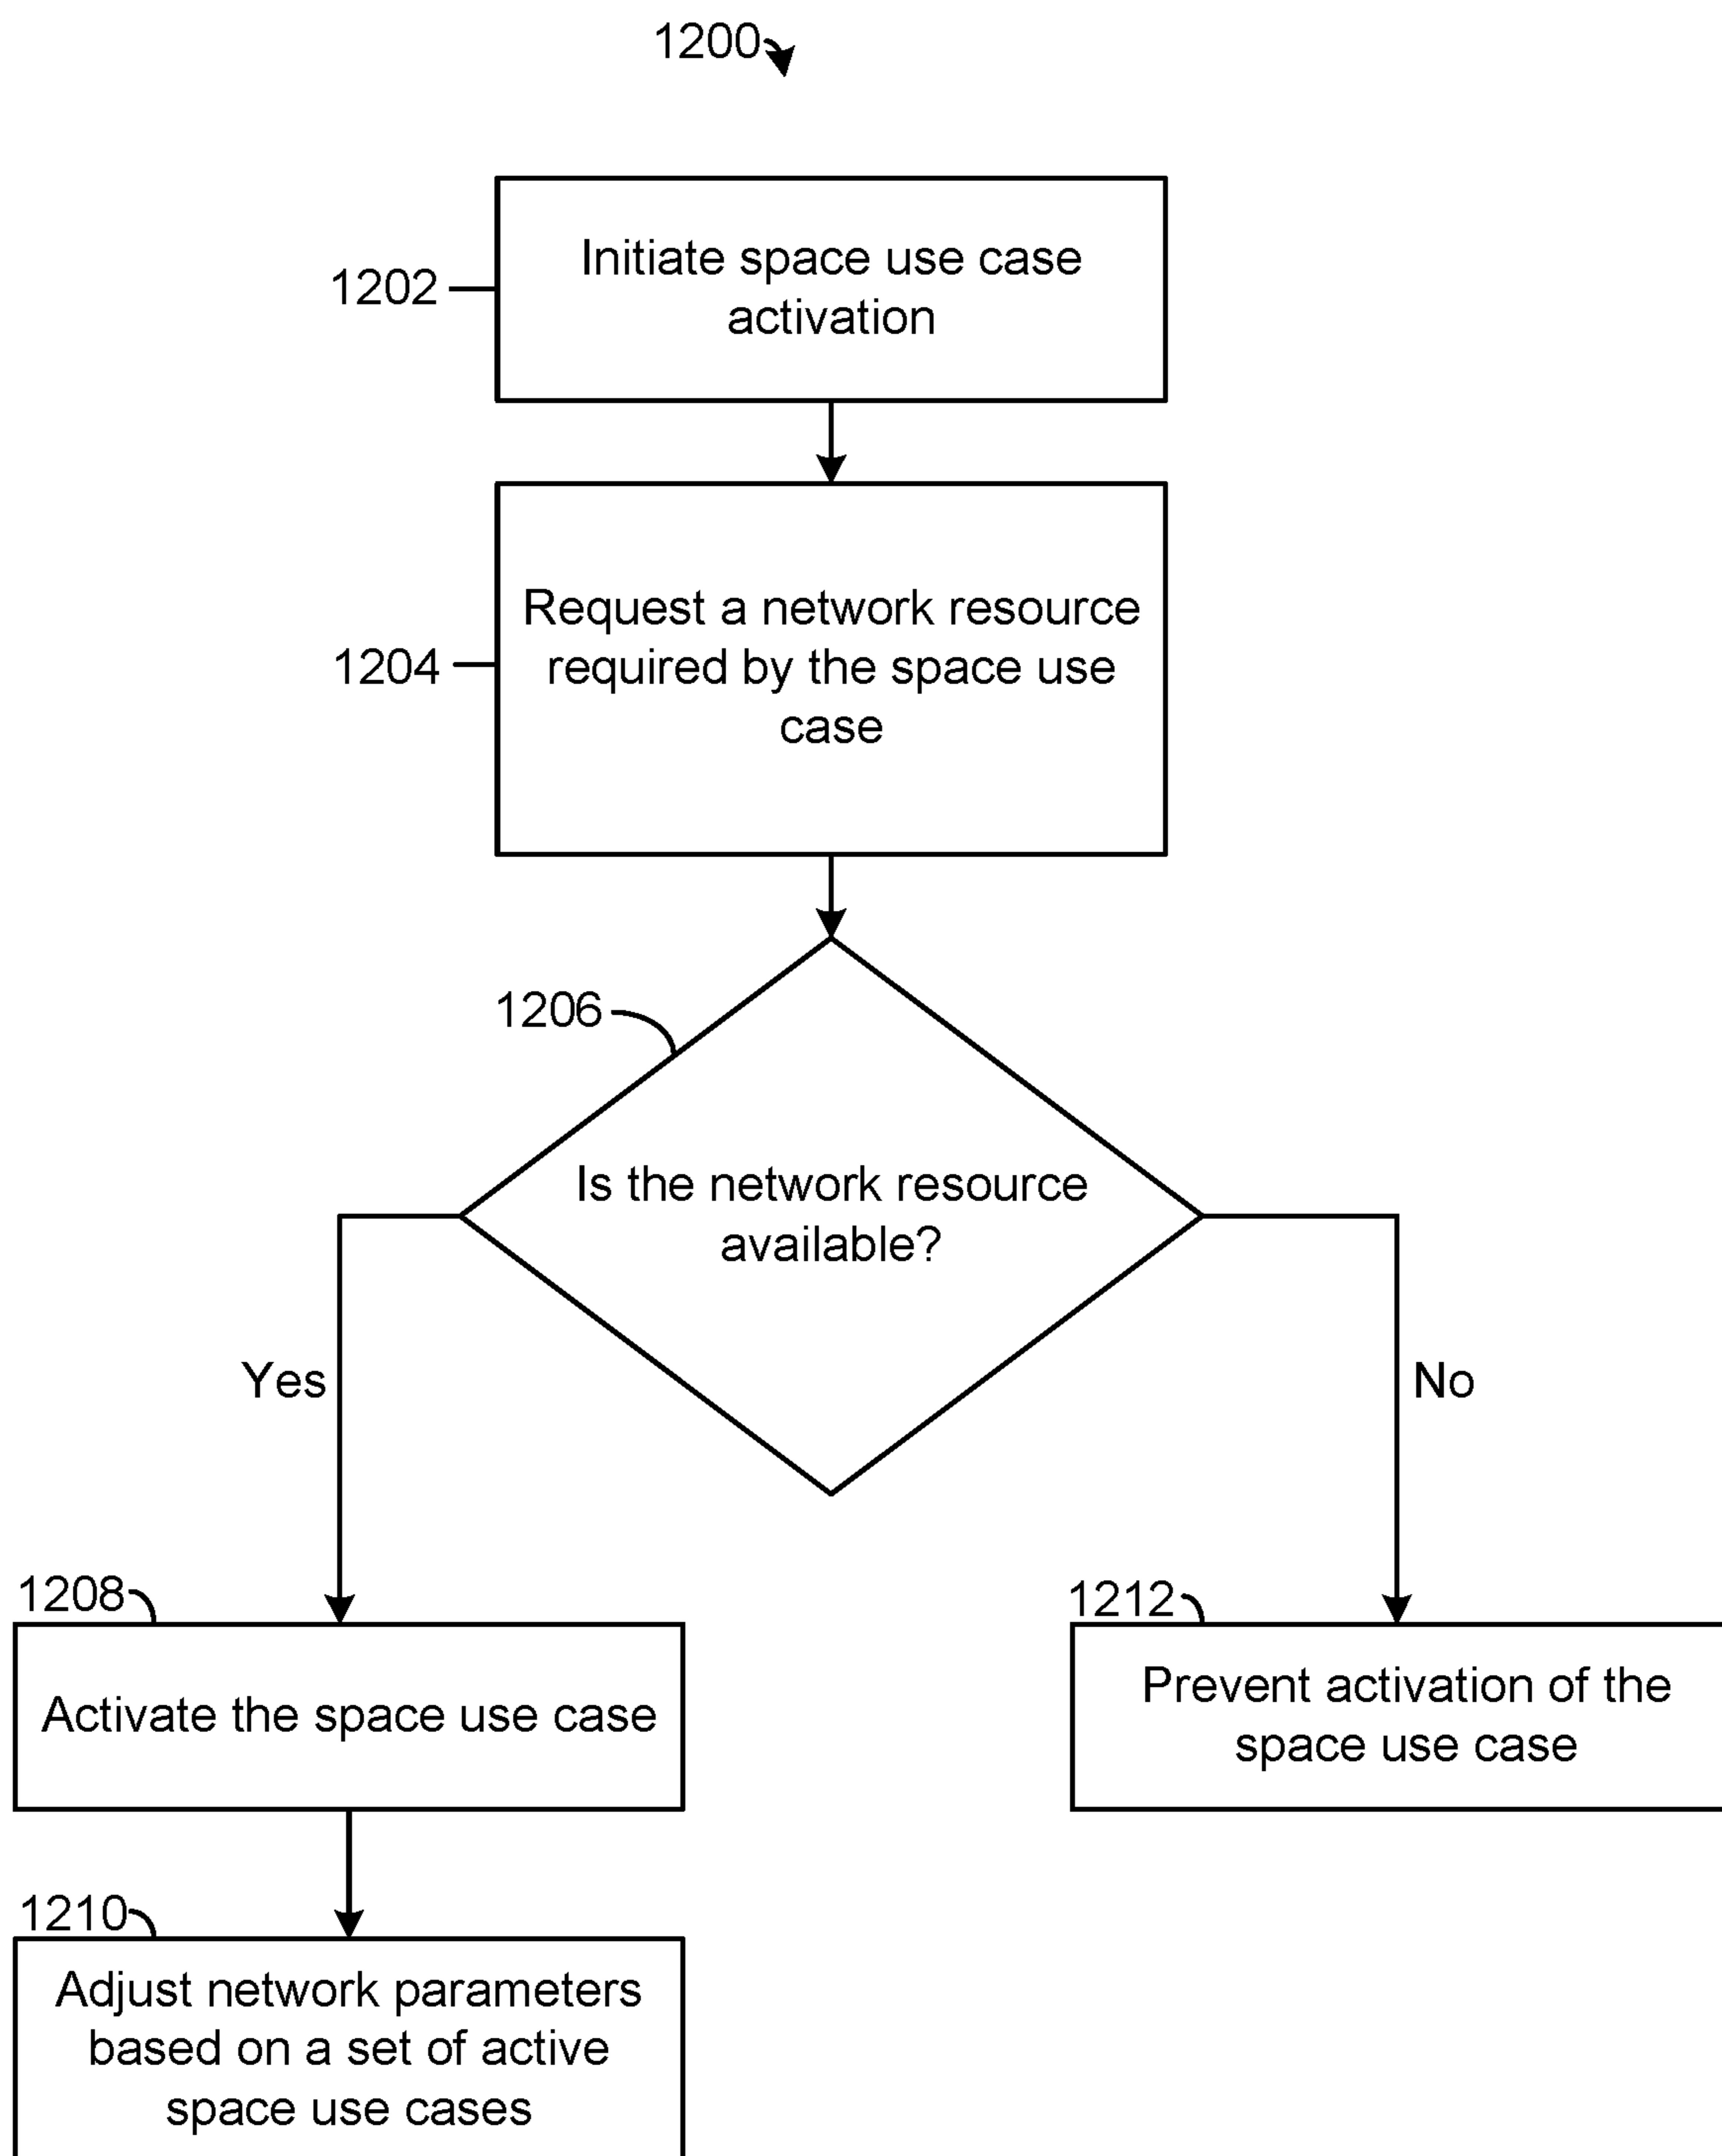 1200
1202
Initiate space use case
activation
1204
Request a network resource
required by the space use
case
1206
Is the network resource
available?
Yes
No
1208
Activate the space use case
1212
Prevent activation of the
space use case
1210
Adjust network parameters
based on a set of active
space use cases